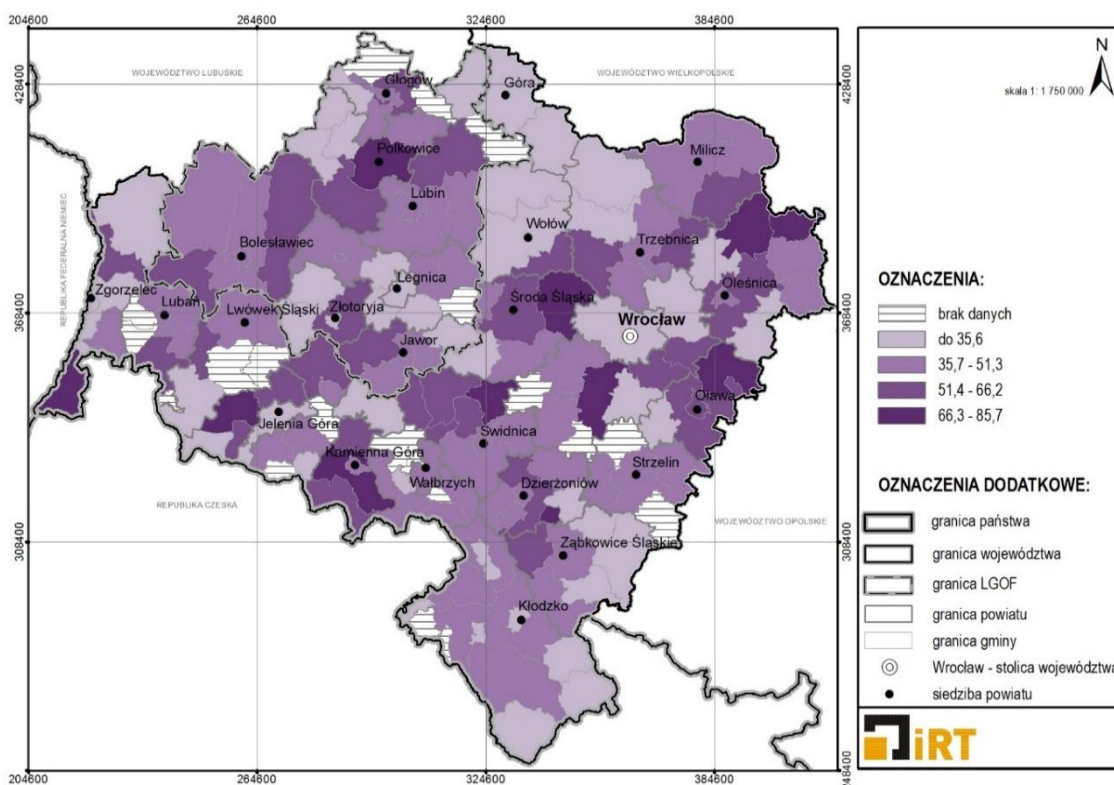 204600 264600 324600 384600
WOJEWÓDZTWO LUBUSKIE
WOJEWÓDZTWO WIELKOPOLSKIE
N
skala 1: 1 750 000
428400 428400
Głogów
Góra
Polkowice
Milicz
Lubin
Wołów
Trzebnica
REPUBLIKA FEDERALNA NIEMIEC
Bolesławiec
Legnica
Oleśnica
Zgorzelec
Lubań
Lwówek Śląski
Złotoryja
Środa Śląska
368400 368400
Wrocław
Jawor
Oława
Jelenia Góra
Świdnica
Kamienna Góra
Wałbrzych
Strzelin
Dzierżoniów
REPUBLIKA CZESKA
WOJEWÓDZTWO OPOLSKIE
308400 308400
Ząbkowice Śląskie
Kłodzko
204600 264600 324600 384600
OZNACZENIA:
brak danych
do 35,6
35,7 - 51,3
51,4 - 66,2
66,3 - 85,7
OZNACZENIA DODATKOWE:
granica państwa
granica województwa
granica LGOF
granica powiatu
granica gminy
Wrocław - stolica województwa
siedziba powiatu
iRT